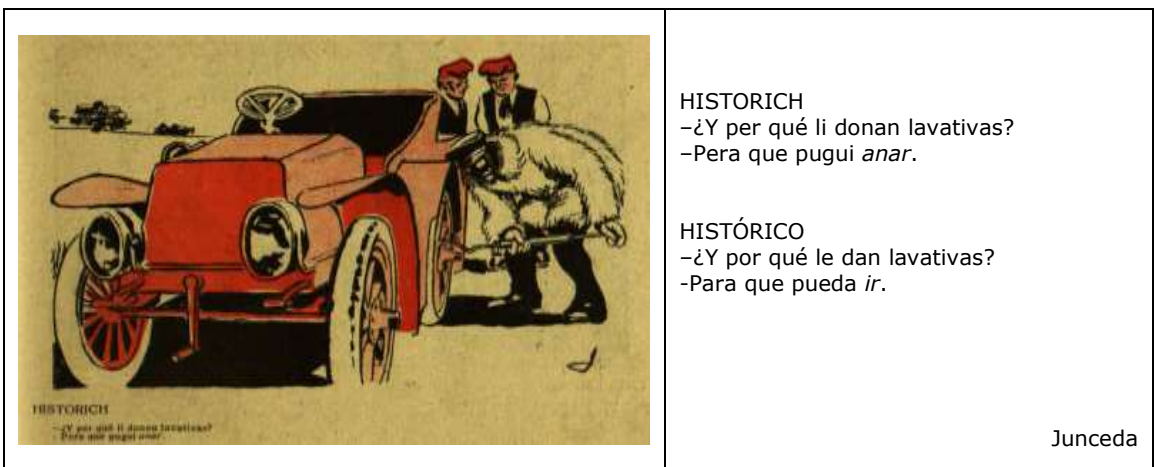 HISTORICH
–¿Y per qué li donan lavativas?
– Pera que pugui anar.
HISTORICH
–¿Y per qué li donan lavativas?
–Pera que pugui anar.
HISTÓRICO
–¿Y por qué le dan lavativas?
-Para que pueda ir.
Junceda